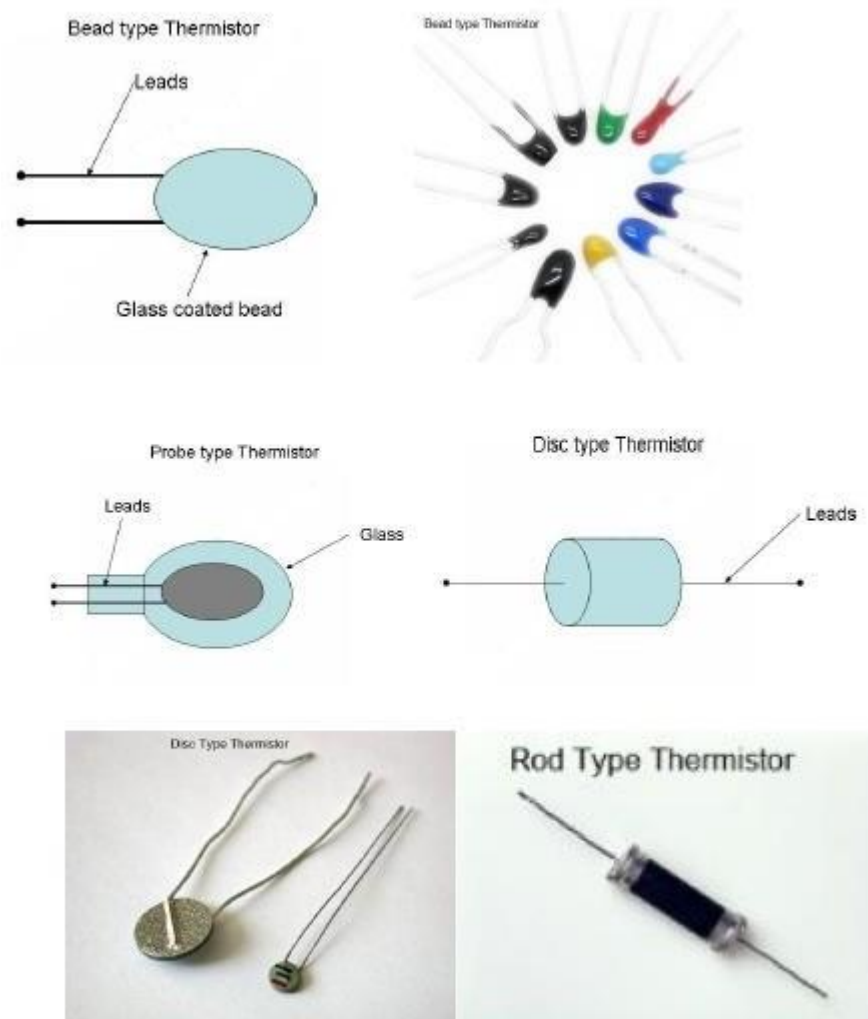 Bead type Thermistor
Leads
Glass coated bead
Bead type Thermistor
Probe type Thermistor
Leads
Glass
Disc type Thermistor
Leads
Disc Type Thermistor
Rod Type Thermistor